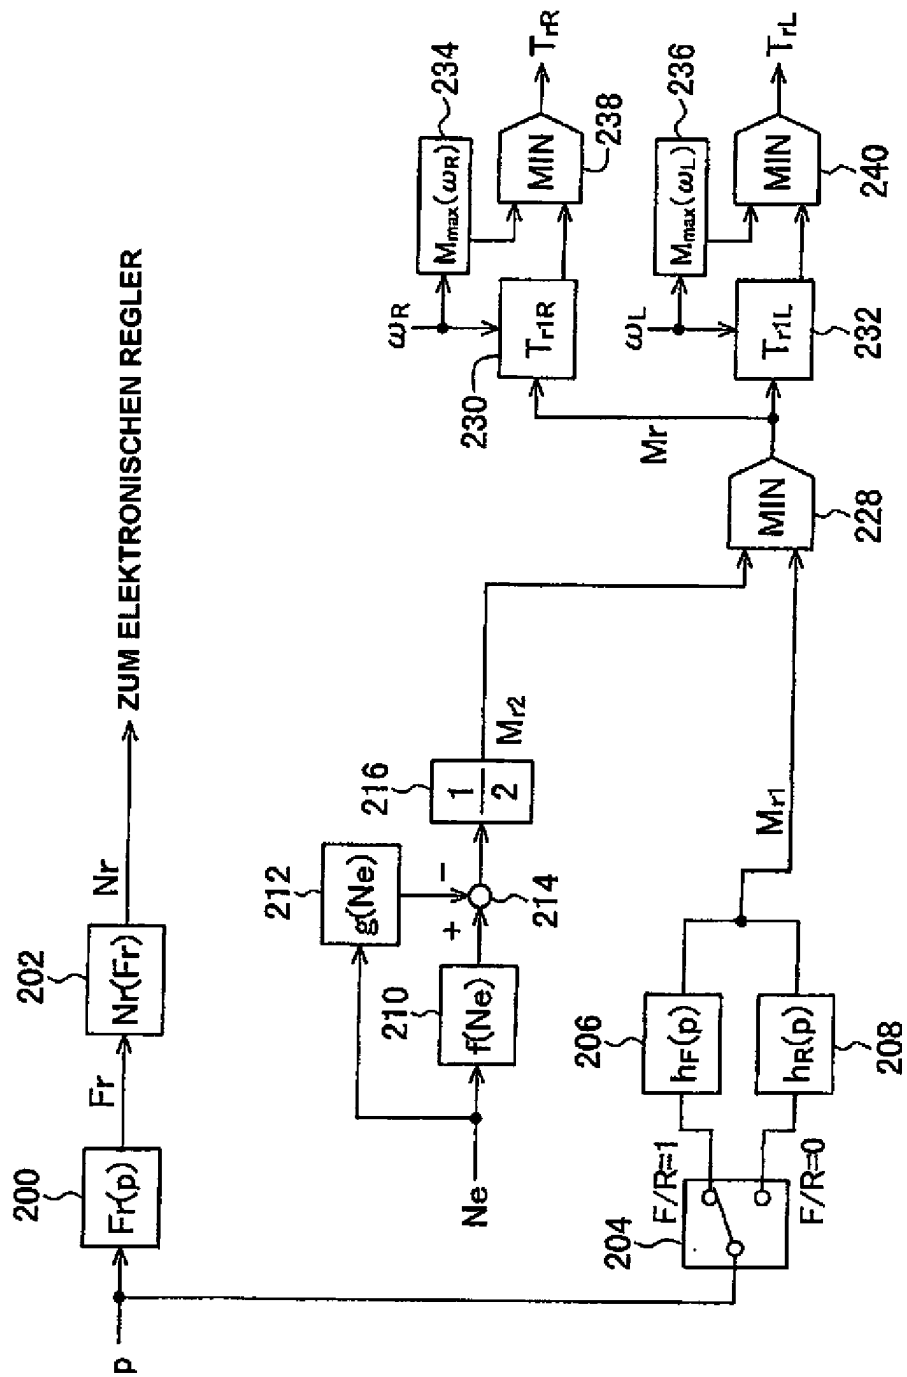 p
200
Fr(p)
Fr
202
Nr(Fr)
Nr
ZUM ELEKTRONISCHEN REGLER
Ne
210
f(Ne)
212
g(Ne)
+
−
214
216
1
2
Mr2
204
F/R=1
F/R=0
206
hF(p)
hR(p)
208
Mr1
MIN
228
Mr
ωR
230
Tr1R
Mmax(ωR)
234
MIN
238
TrR
ωL
Tr1L
232
Mmax(ωL)
236
MIN
240
TrL